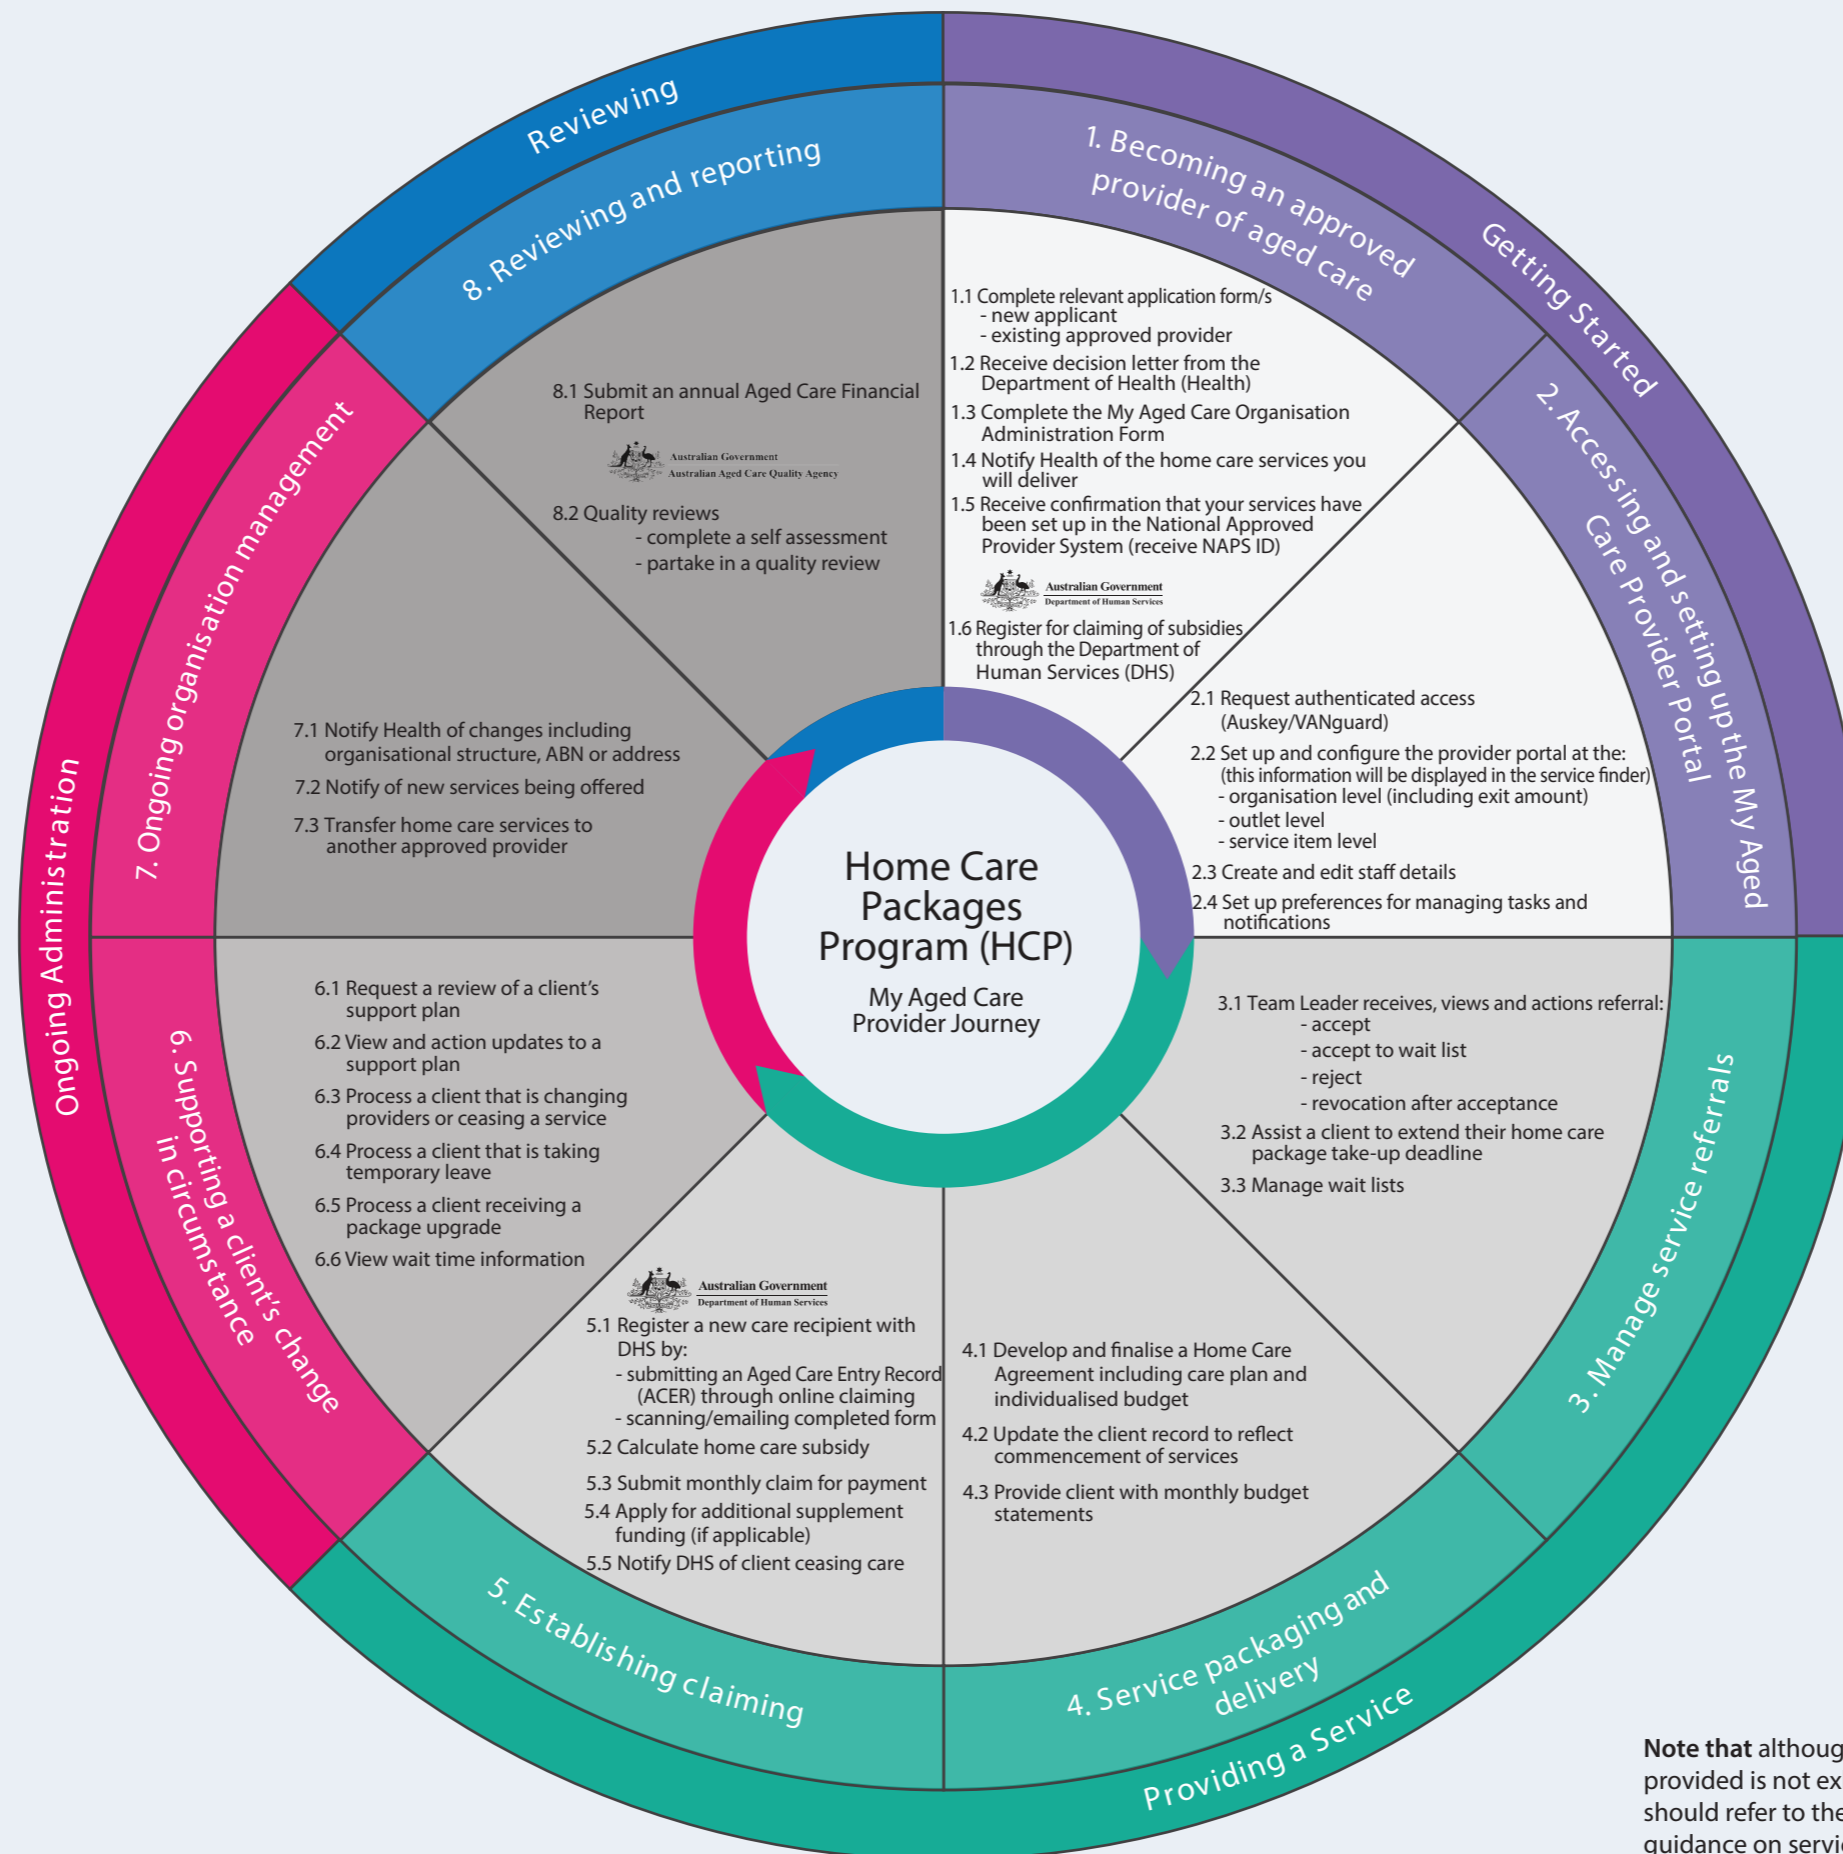 Reviewing
8. Reviewing and reporting
8.1 Submit an annual Aged Care Financial
Report
Australian Government
Australian Aged Care Quality Agency
8.2 Quality reviews
- complete a self assessment
- partake in a quality review
Getting Started
1. Becoming an approved
provider of aged care
1.1 Complete relevant application form/s
- new applicant
- existing approved provider
1.2 Receive decision letter from the
Department of Health (Health)
1.3 Complete the My Aged Care Organisation
Administration Form
1.4 Notify Health of the home care services you
will deliver
1.5 Receive confirmation that your services have
been set up in the National Approved
Provider System (receive NAPS ID)
Australian Government
Department of Human Services
1.6 Register for claiming of subsidies
through the Department of
Human Services (DHS)
2. Accessing and setting up the My Aged
Care Provider Portal
2.1 Request authenticated access
(Auskey/VANguard)
2.2 Set up and configure the provider portal at the:
(this information will be displayed in the service finder)
- organisation level (including exit amount)
- outlet level
- service item level
2.3 Create and edit staff details
2.4 Set up preferences for managing tasks and
notifications
Home Care
Packages
Program (HCP)
My Aged Care
Provider Journey
3. Manage service referrals
3.1 Team Leader receives, views and actions referral:
- accept
- accept to wait list
- reject
- revocation after acceptance
3.2 Assist a client to extend their home care
package take-up deadline
3.3 Manage wait lists
Providing a Service
4. Service packaging and
delivery
4.1 Develop and finalise a Home Care
Agreement including care plan and
individualised budget
4.2 Update the client record to reflect
commencement of services
4.3 Provide client with monthly budget
statements
5. Establishing claiming
Australian Government
Department of Human Services
5.1 Register a new care recipient with
DHS by:
- submitting an Aged Care Entry Record
(ACER) through online claiming
- scanning/emailing completed form
5.2 Calculate home care subsidy
5.3 Submit monthly claim for payment
5.4 Apply for additional supplement
funding (if applicable)
5.5 Notify DHS of client ceasing care
Ongoing Administration
6. Supporting a client's change
in circumstance
6.1 Request a review of a client's
support plan
6.2 View and action updates to a
support plan
6.3 Process a client that is changing
providers or ceasing a service
6.4 Process a client that is taking
temporary leave
6.5 Process a client receiving a
package upgrade
6.6 View wait time information
7. Ongoing organisation management
7.1 Notify Health of changes including
organisational structure, ABN or address
7.2 Notify of new services being offered
7.3 Transfer home care services to
another approved provider
Note that
provided is not
should refer to the
guidance on